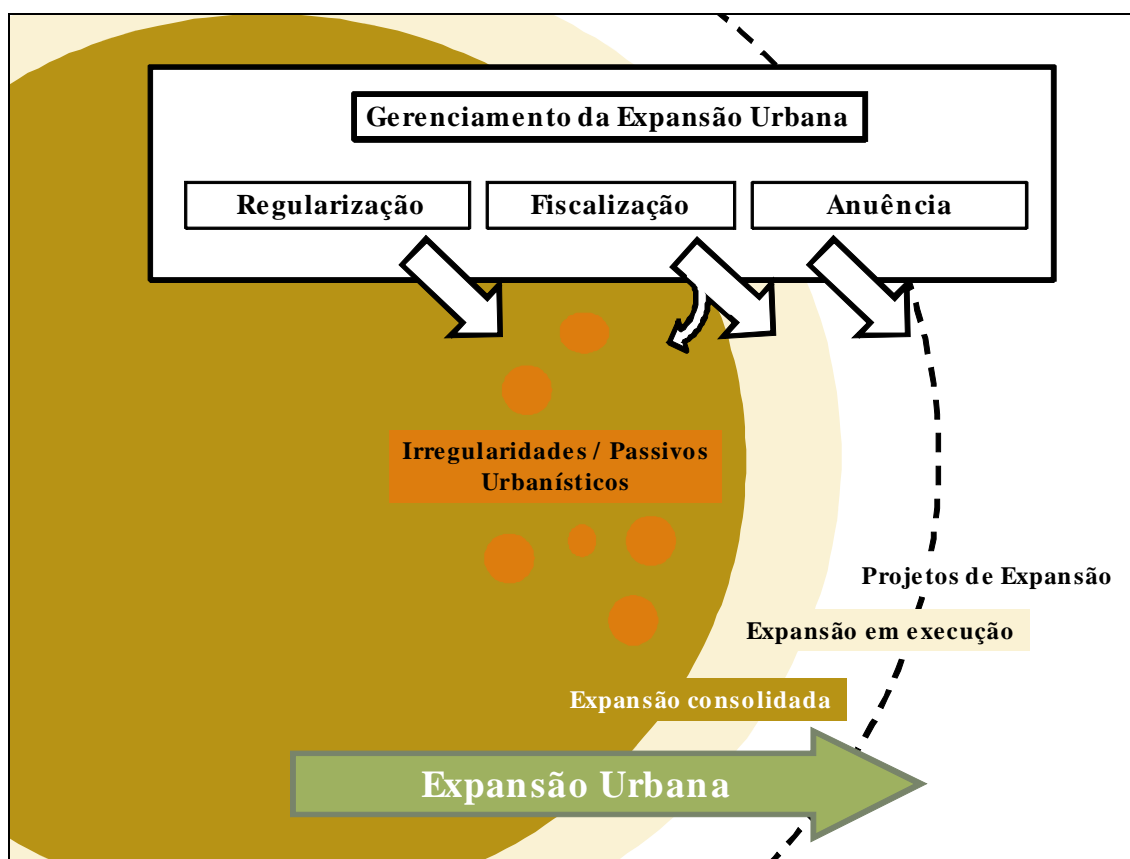 Gerenciamento da Expansão Urbana
Regularização
Fiscalização
Anuência
Irregularidades / Passivos
Urbanísticos
Projetos de Expansão
Expansão em execução
Expansão consolidada
Expansão Urbana